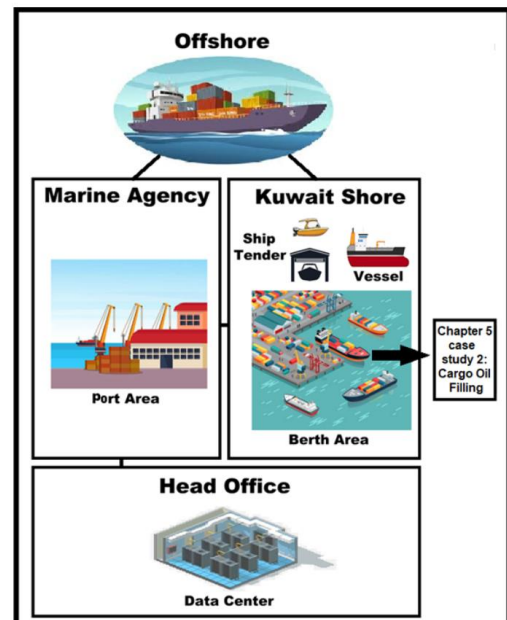 Offshore
Marine Agency
Port Area
Kuwait Shore
Ship
Tender
Vessel
Berth Area
Chapter 5
case
study 2:
Cargo Oil
Filling
Head Office
Data Center